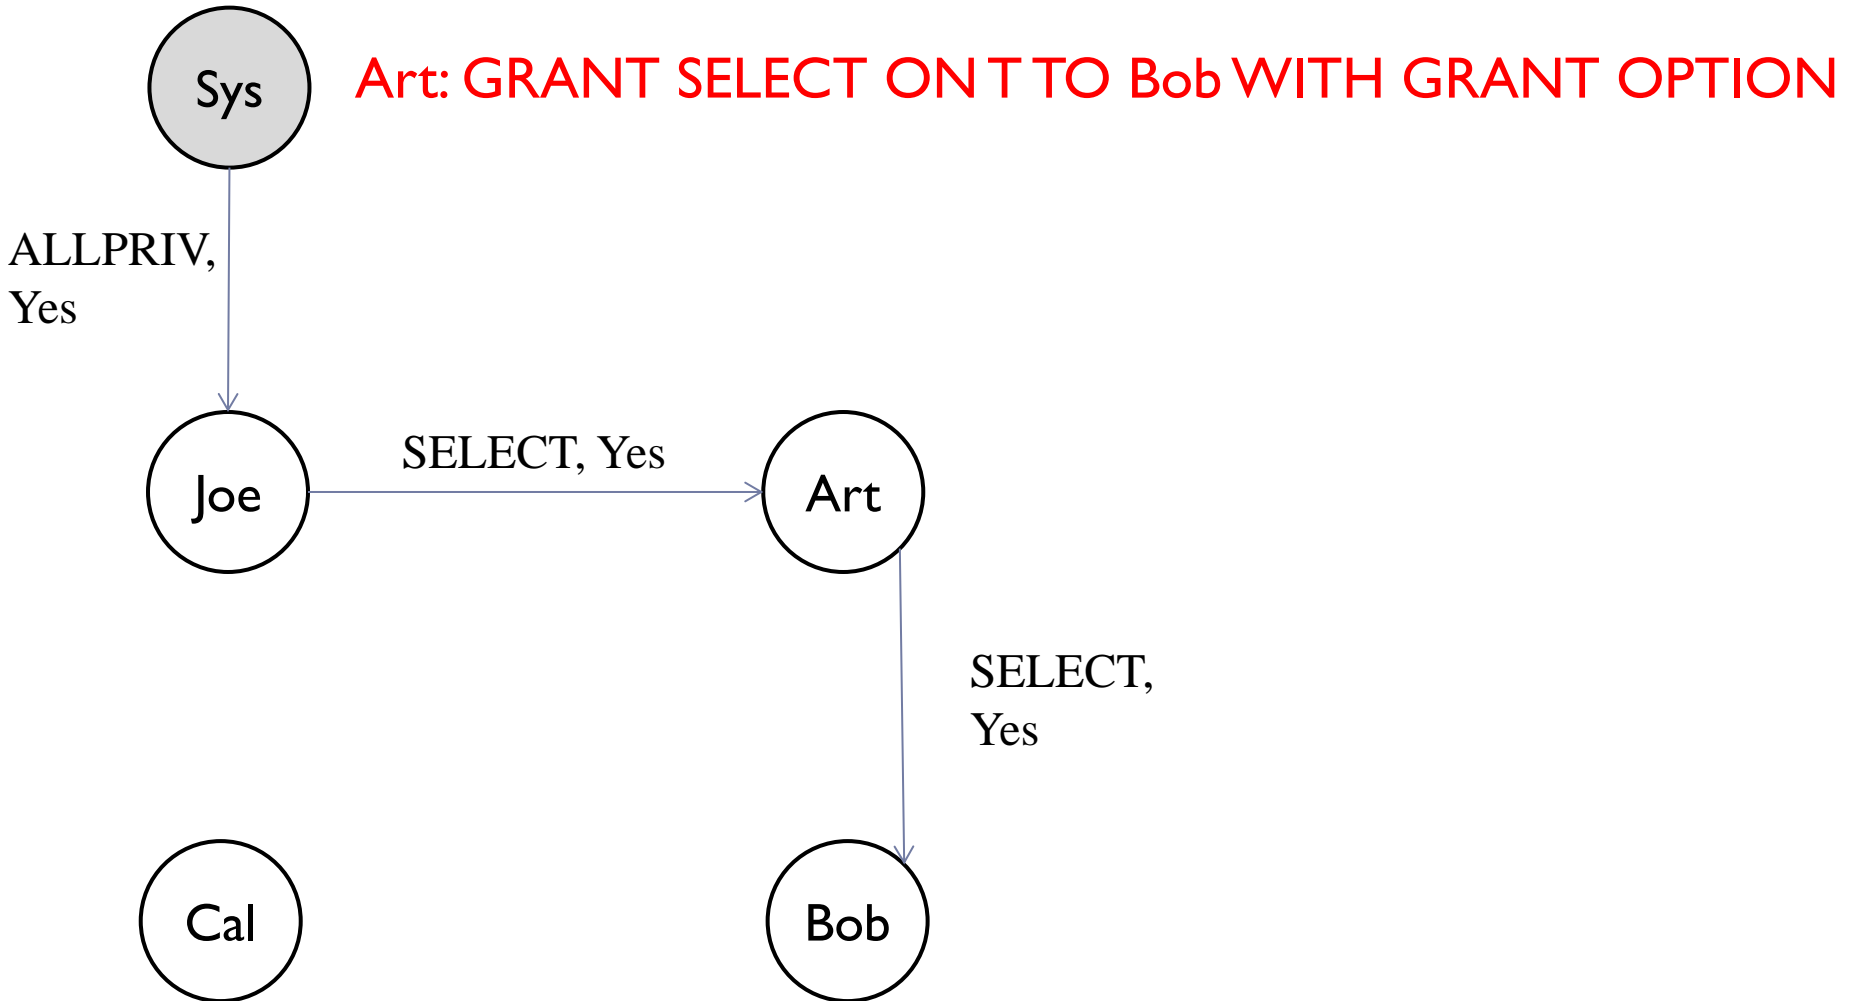 Sys
Art: GRANT SELECT ON T TO Bob WITH GRANT OPTION
ALLPRIV,
Yes
SELECT, Yes
Joe
Art
SELECT,
Yes
Cal
Bob